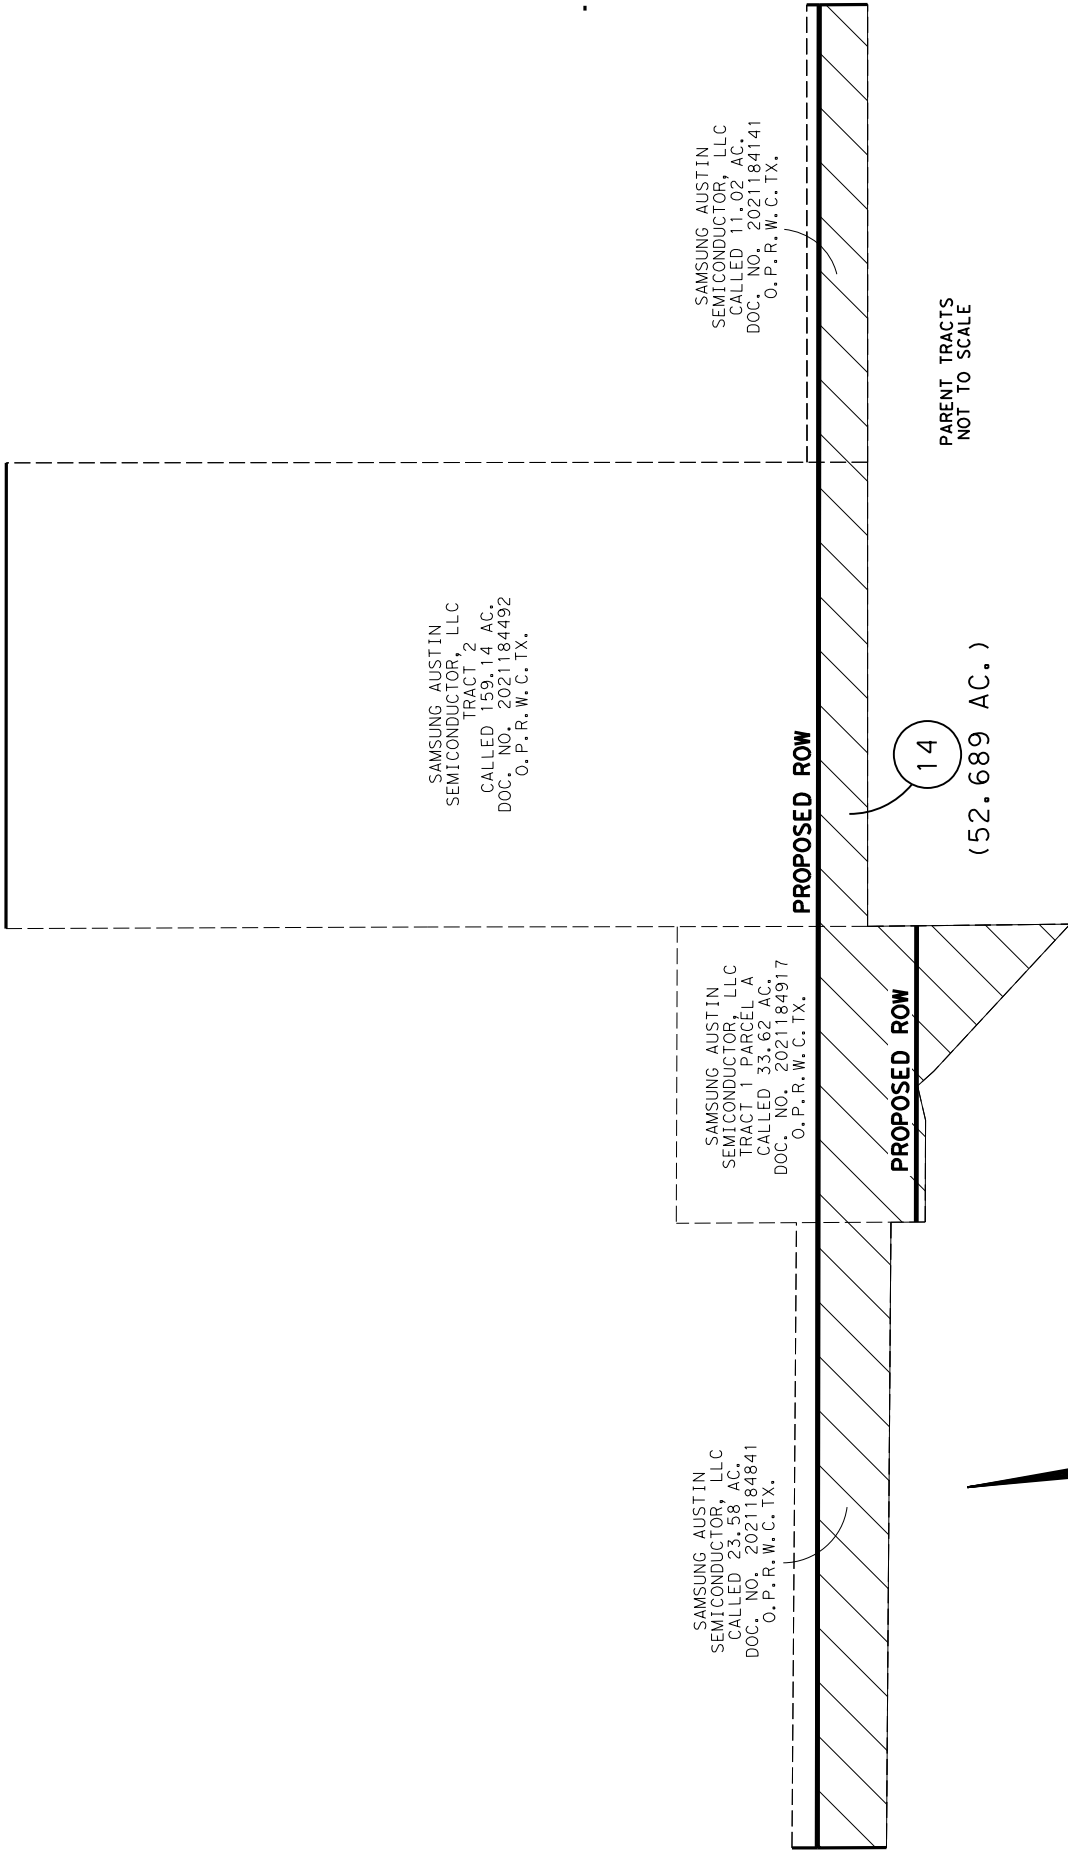 SAMSUNG AUSTIN
SEMICONDUCTOR, LLC
CALLED 23.58 AC.
DOC. NO. 2021184841
O.P.R.W.C.TX.
SAMSUNG AUSTIN
SEMICONDUCTOR, LLC
TRACT 1 PARCEL A
CALLED 33.62 AC.
DOC. NO. 2021184917
O.P.R.W.C.TX.
PROPOSED ROW
SAMSUNG AUSTIN
SEMICONDUCTOR, LLC
TRACT 2
CALLED 159.14 AC.
DOC. NO. 2021184492
O.P.R.W.C.TX.
PROPOSED ROW
14
(52.689 AC.)
SAMSUNG AUSTIN
SEMICONDUCTOR, LLC
CALLED 11.02 AC.
DOC. NO. 2021184141
O.P.R.W.C.TX.
PARENT TRACTS
NOT TO SCALE